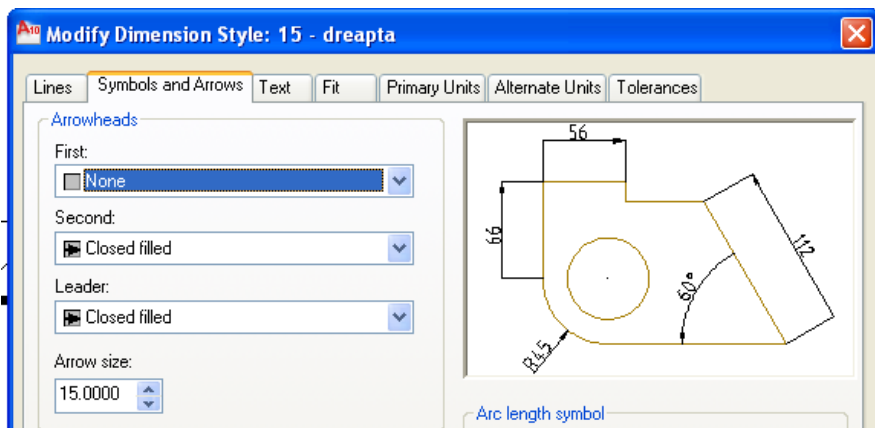 A10 Modify Dimension Style: 15 - dreapta
Lines Symbols and Arrows Text Fit Primary Units Alternate Units Tolerances
Arrowheads
First:
None
Second:
Closed filled
Leader:
Closed filled
Arrow size:
15.0000
56
66
112
60°
R45
Arc length symbol